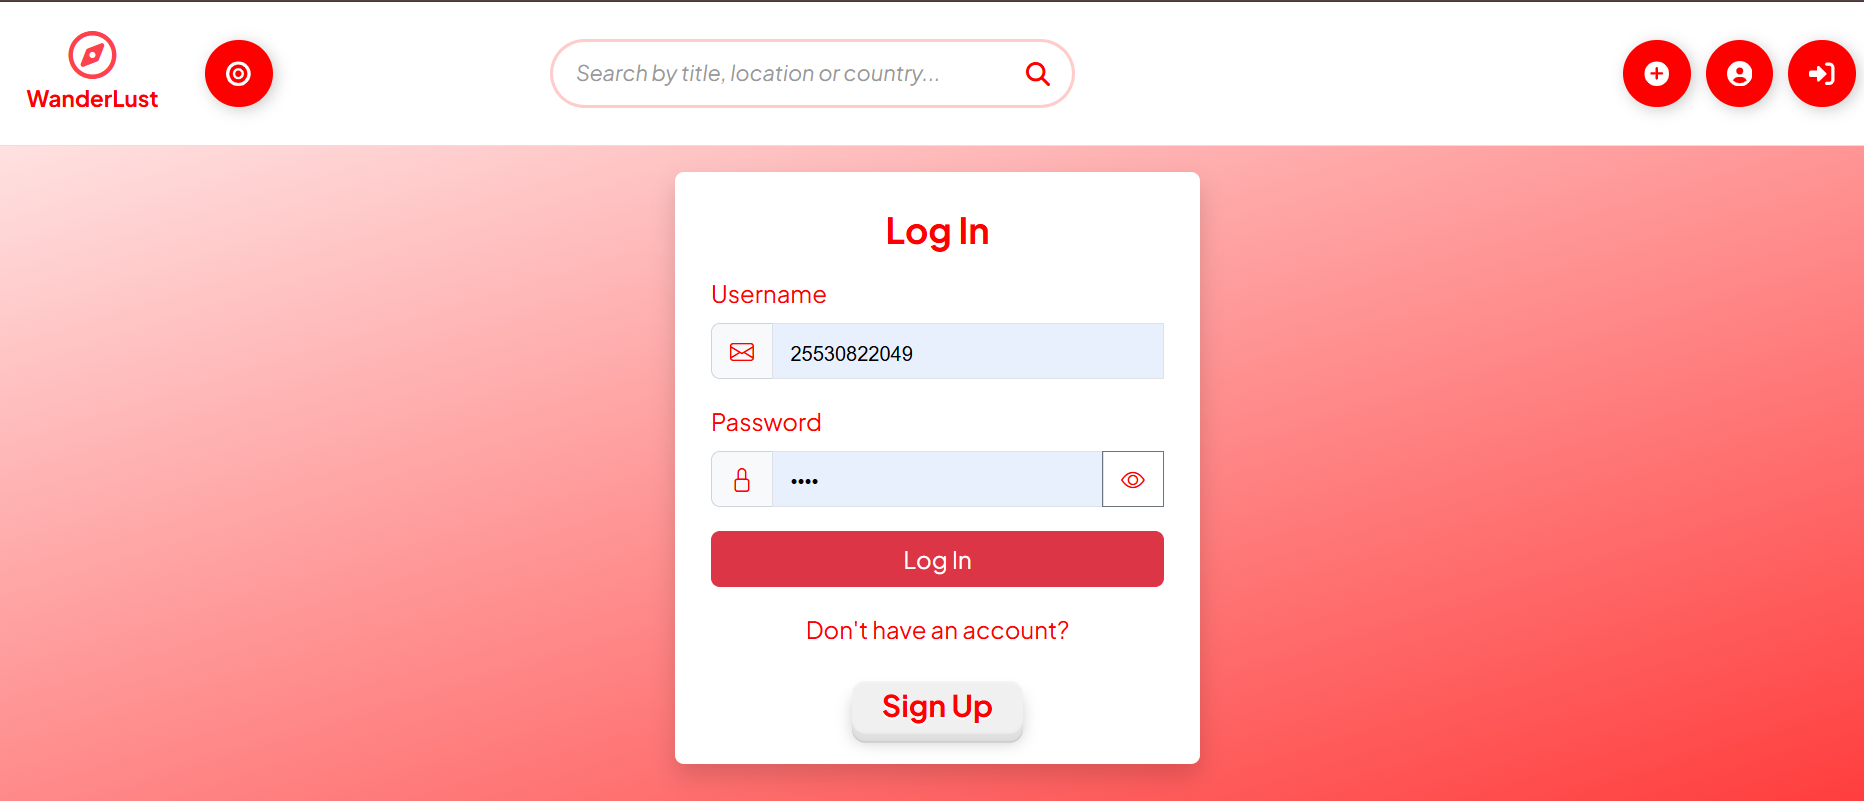 WanderLust
Search by title, location or country...
Log In
Username
25530822049
Password
••••
Log In
Don't have an account?
Sign Up